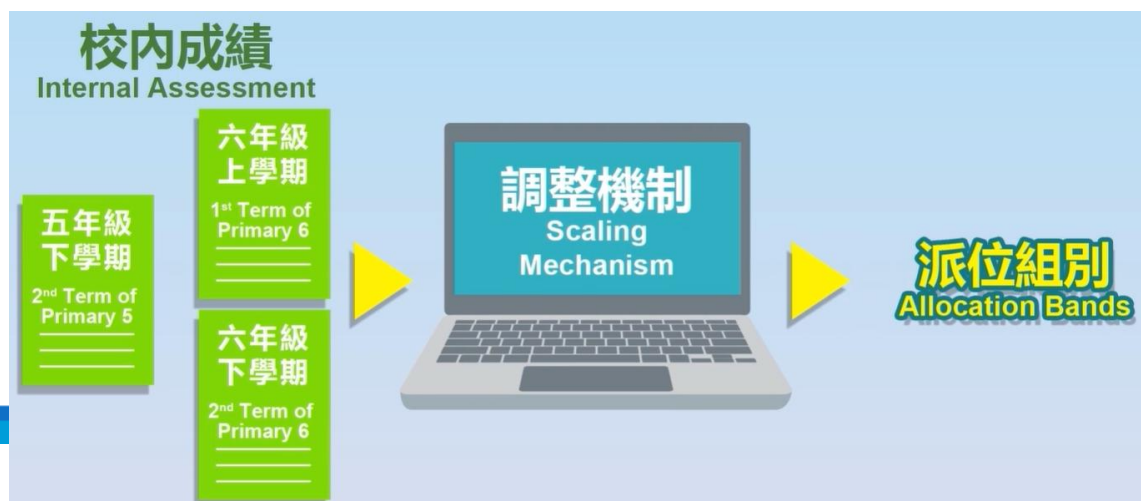 校內成績
Internal Assessment
五年級
下學期
2nd Term of
Primary 5
六年級
上學期
1st Term of
Primary 6
六年級
下學期
2nd Term of
Primary 6
調整機制
Scaling
Mechanism
派位組別
Allocation Bands